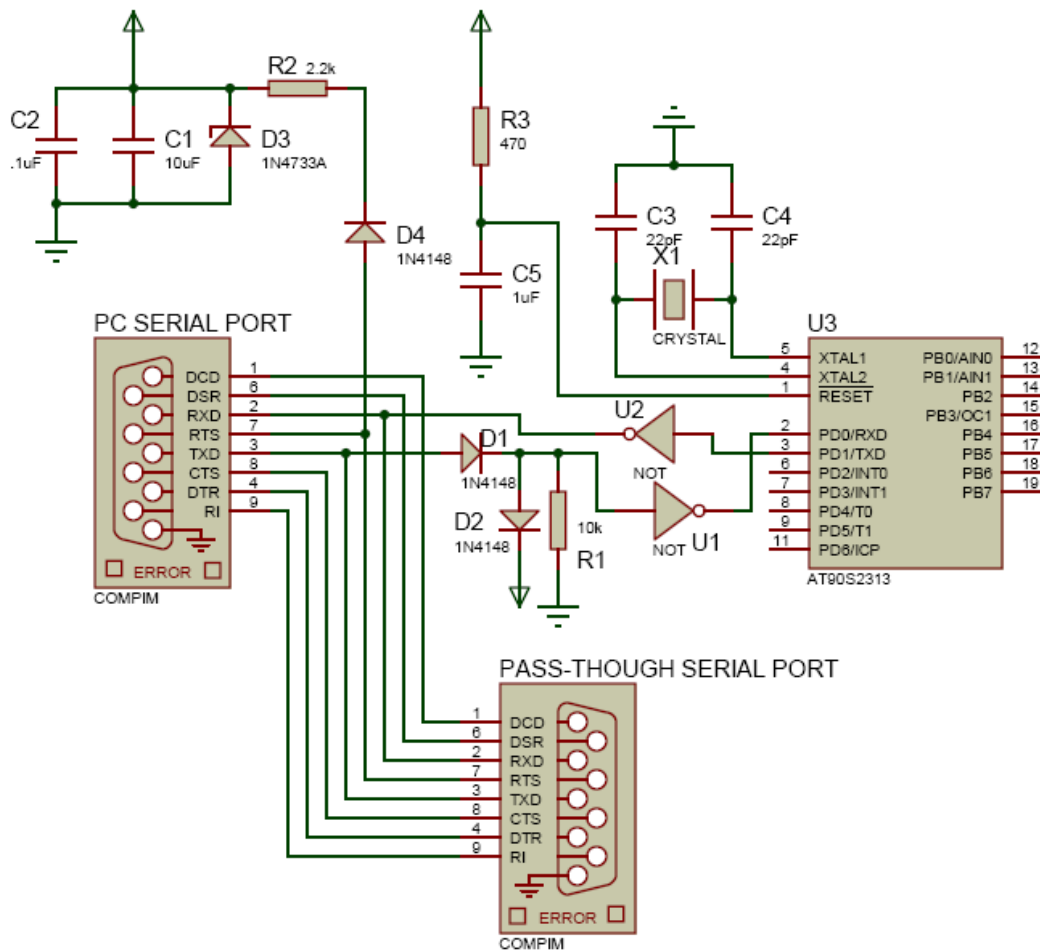 R2 2.2k
C2
.1uF
C1
10uF
D3
1N4733A
R3
470
D4
1N4148
C5
1uF
C3
22pF
C4
22pF
X1
CRYSTAL
PC SERIAL PORT
DCD 1
DSR 6
RXD 2
RTS 7
TXD 3
CTS 8
DTR 4
RI 9
ERROR
COMPIM
D1
1N4148
D2
1N4148
10k
R1
U2
NOT
NOT
U1
U3
5 XTAL1 PB0/AIN0 12
4 XTAL2 PB1/AIN1 13
1 RESET PB2 14
PB3/OC1 15
2 PD0/RXD PB4 16
3 PD1/TXD PB5 17
6 PD2/INT0 PB6 18
7 PD3/INT1 PB7 19
8 PD4/T0
9 PD5/T1
11 PD6/ICP
AT90S2313
PASS-THOUGH SERIAL PORT
1 DCD
6 DSR
2 RXD
7 RTS
3 TXD
8 CTS
4 DTR
9 RI
ERROR
COMPIM